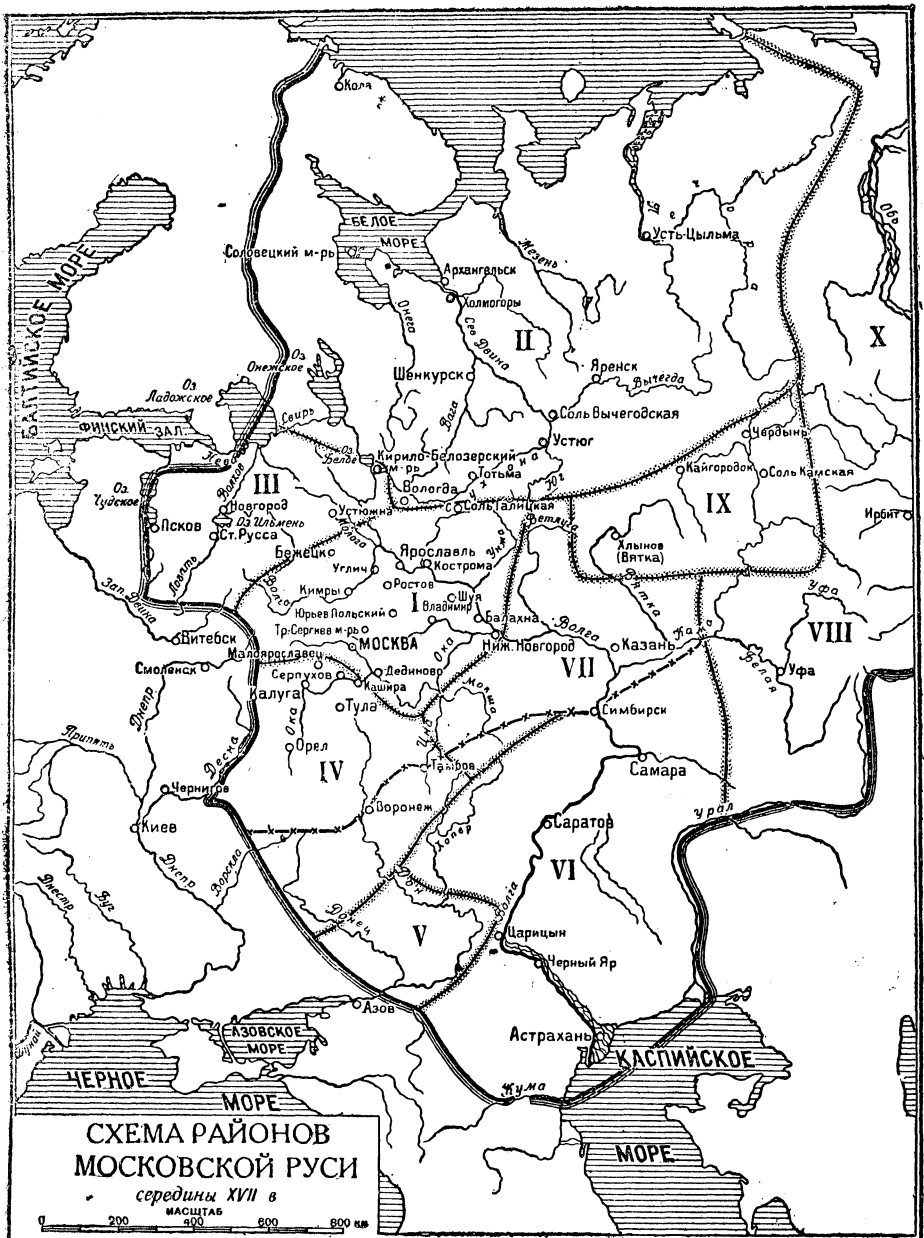 Кола
БЕЛОЕ
МОРЕ
Соловецкий м-рь
Архангельск
Холмогоры
Мезень
Усть-Цыльма
Печора
Обь
БАЛТИЙСКОЕ МОРЕ
Онега
Сев Двина
II
X
Оз.
Онежское
Оз.
Ладожское
Шенкурск
Вага
Яренск
Вычегда
Соль Вычегодская
ФИНСКИЙ ЗАЛ.
Свирь
Нева
Устюг
Чердынь
Оз.
Белое
Кирило-Белозерский
м-рь
Тотьма
Сухона
Юг
Кайгородок
Соль Камская
III
Волхов
Вологда
Соль Галицкая
IX
Оз.
Чудское
Новгород
Оз Ильмень
Устюжна
Ветлуга
Ирбит
Псков
Ст. Русса
Молога
Унжа
Хлынов
(Вятка)
Бежецк
Ярославль
Кострома
Ловать
Углич
Ростов
Вятка
Уфа
Зап. Двина
Волга
Кимры
Шуя
I
Юрьев Польский
Владимир
Балахна
Волга
Витебск
Тр.-Сергиев м-рь
Ока
Ниж. Новгород
Казань
Кама
VIII
МОСКВА
VII
Малоярославец
Смоленск
Серпухов
Дединово
Белая
Уфа
Калуга
Кашира
Мокша
Днепр
Ока
Тула
Цна
Симбирск
Припять
Орел
Десна
IV
Тамбов
Самара
Чернигов
Воронеж
Урал
Киев
Хопер
Саратов
Днепр
Ворскла
VI
Дон
Волга
Днестр
Буг
Донец
V
Царицын
Черный Яр
Азов
Дунай
АЗОВСКОЕ
МОРЕ
Астрахань
КАСПИЙСКОЕ
ЧЕРНОЕ
МОРЕ
Кума
МОРЕ
СХЕМА РАЙОНОВ
МОСКОВСКОЙ РУСИ
середины XVII в
МАСШТАБ
0 200 400 600 800 км